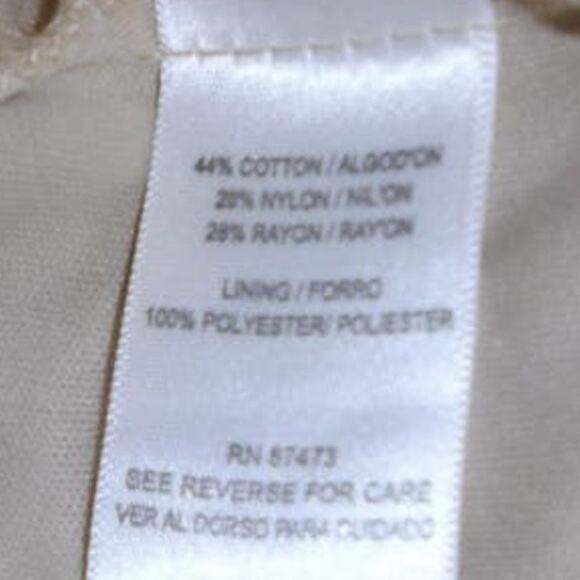 44% COTTON / ALGOD'ON
28% NYLON / NIL'ON
28% RAYON / RAY'ON
LINING / FORRO
100% POLYESTER/ POLIESTER
RN 87473
SEE REVERSE FOR CARE
VER AL DORSO PARA CUIDADO